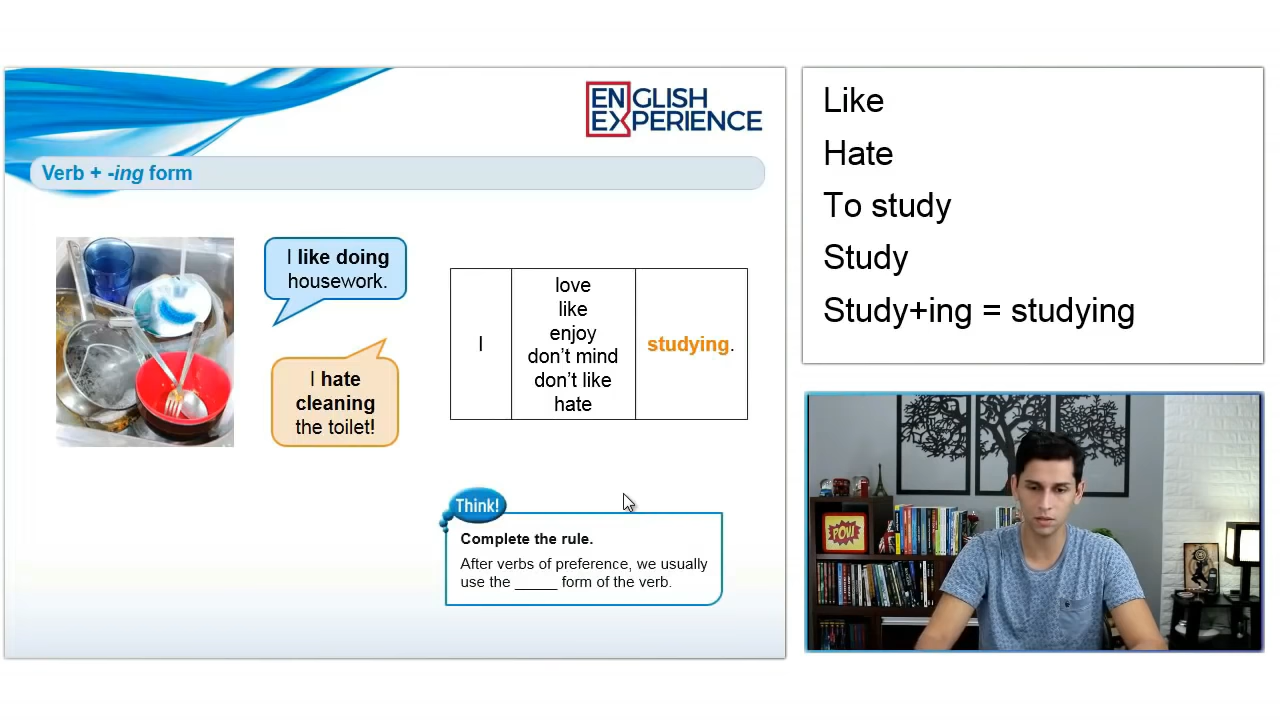 ENGLISH
EXPERIENCE
Verb + -ing form
I like doing
housework.
I hate
cleaning
the toilet!
I
love
like
enjoy
don't mind
don't like
hate
studying.
Think!
Complete the rule.
After verbs of preference, we usually
use the _____ form of the verb.
Like
Hate
To study
Study
Study+ing = studying
POW!